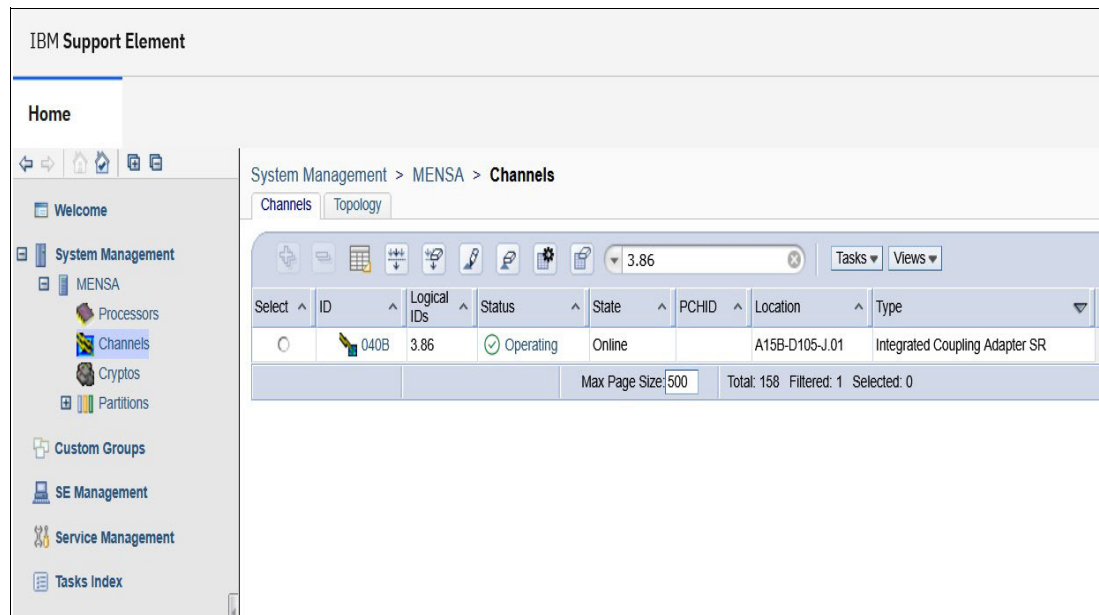 IBM Support Element
Home
System Management > MENSA > Channels
Channels Topology
Welcome
System Management
MENSA
Processors
Channels
Cryptos
Partitions
Custom Groups
SE Management
Service Management
Tasks Index
3.86 Tasks Views
Select ID Logical IDs Status State PCHID Location Type
040B 3.86 Operating Online A15B-D105-J.01 Integrated Coupling Adapter SR
Max Page Size: 500 Total: 158 Filtered: 1 Selected: 0